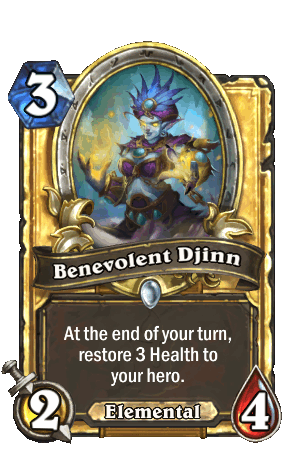 3
Benevolent Djinn
At the end of your turn,
restore 3 Health to
your hero.
2
Elemental
4